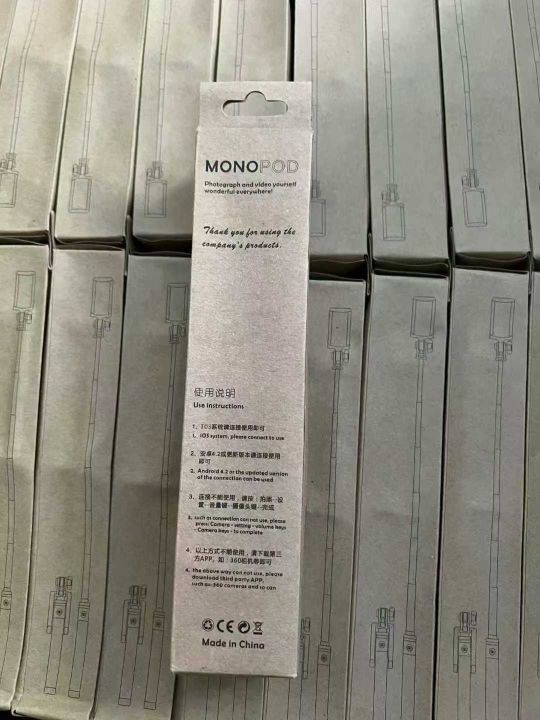 MONOPOD
Photograph and video yourself
wonderful everywhere!
Thank you for using the
company's products.
使用说明
Use instructions
1、IOS系统请连接使用即可
1、IOS system, please connect to use
2、安卓4.2或更新版本请连接使用
即可
2、Android 4.2 or the updated version
of the connection can be used
3、连接不能使用，请按：拍照--设
置--音量键--摄像头键--完成
3、such as connection can not use, please
press: Camera - setting - volume keys
- Camera keys - to complete
4、以上方式不能使用，请下载第三
方APP，如：360相机等即可
4、the above way can not use, please
download third party APP,
such as: 360 cameras and so can
CE
Made in China